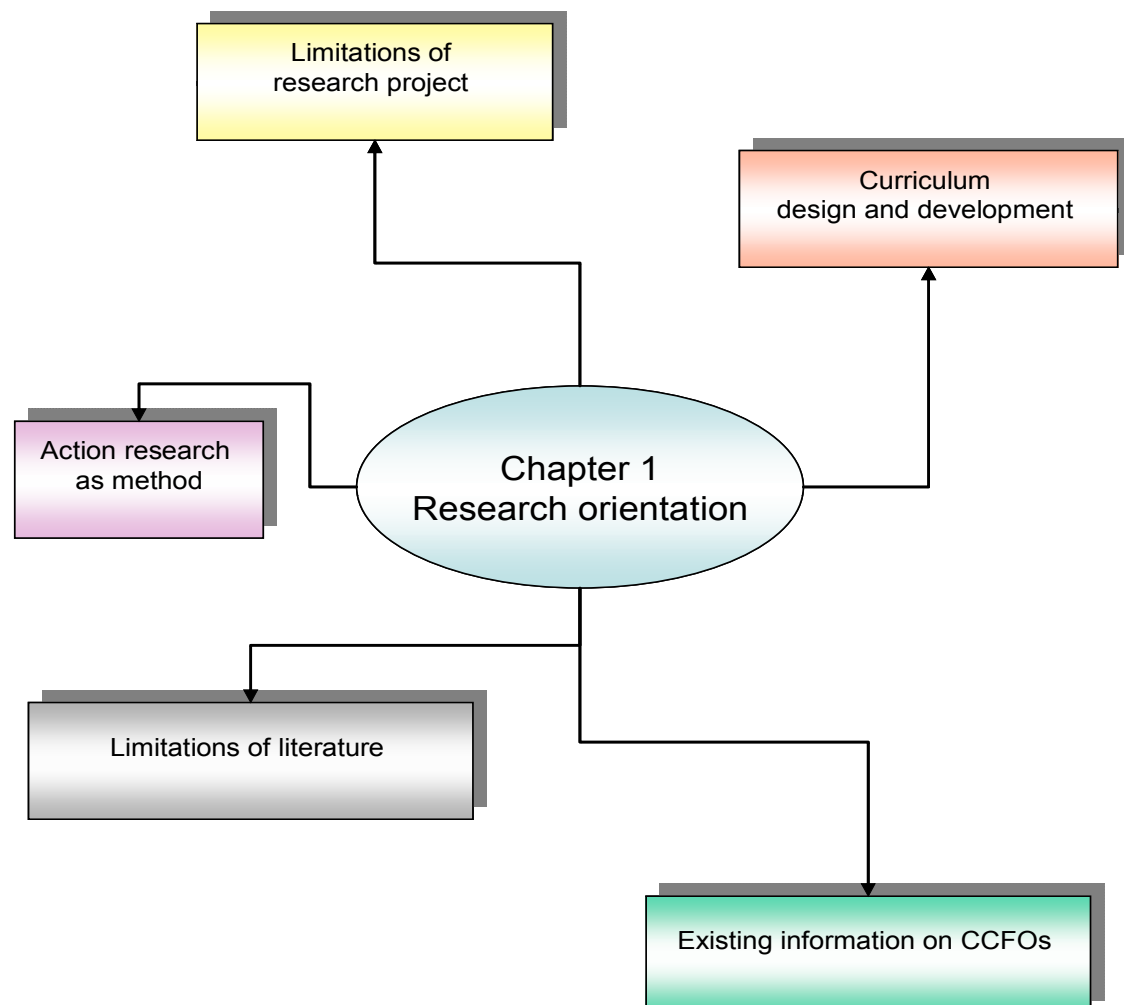 Limitations of
research project
Curriculum
design and development
Action research
as method
Chapter 1
Research orientation
Limitations of literature
Existing information on CCFOs